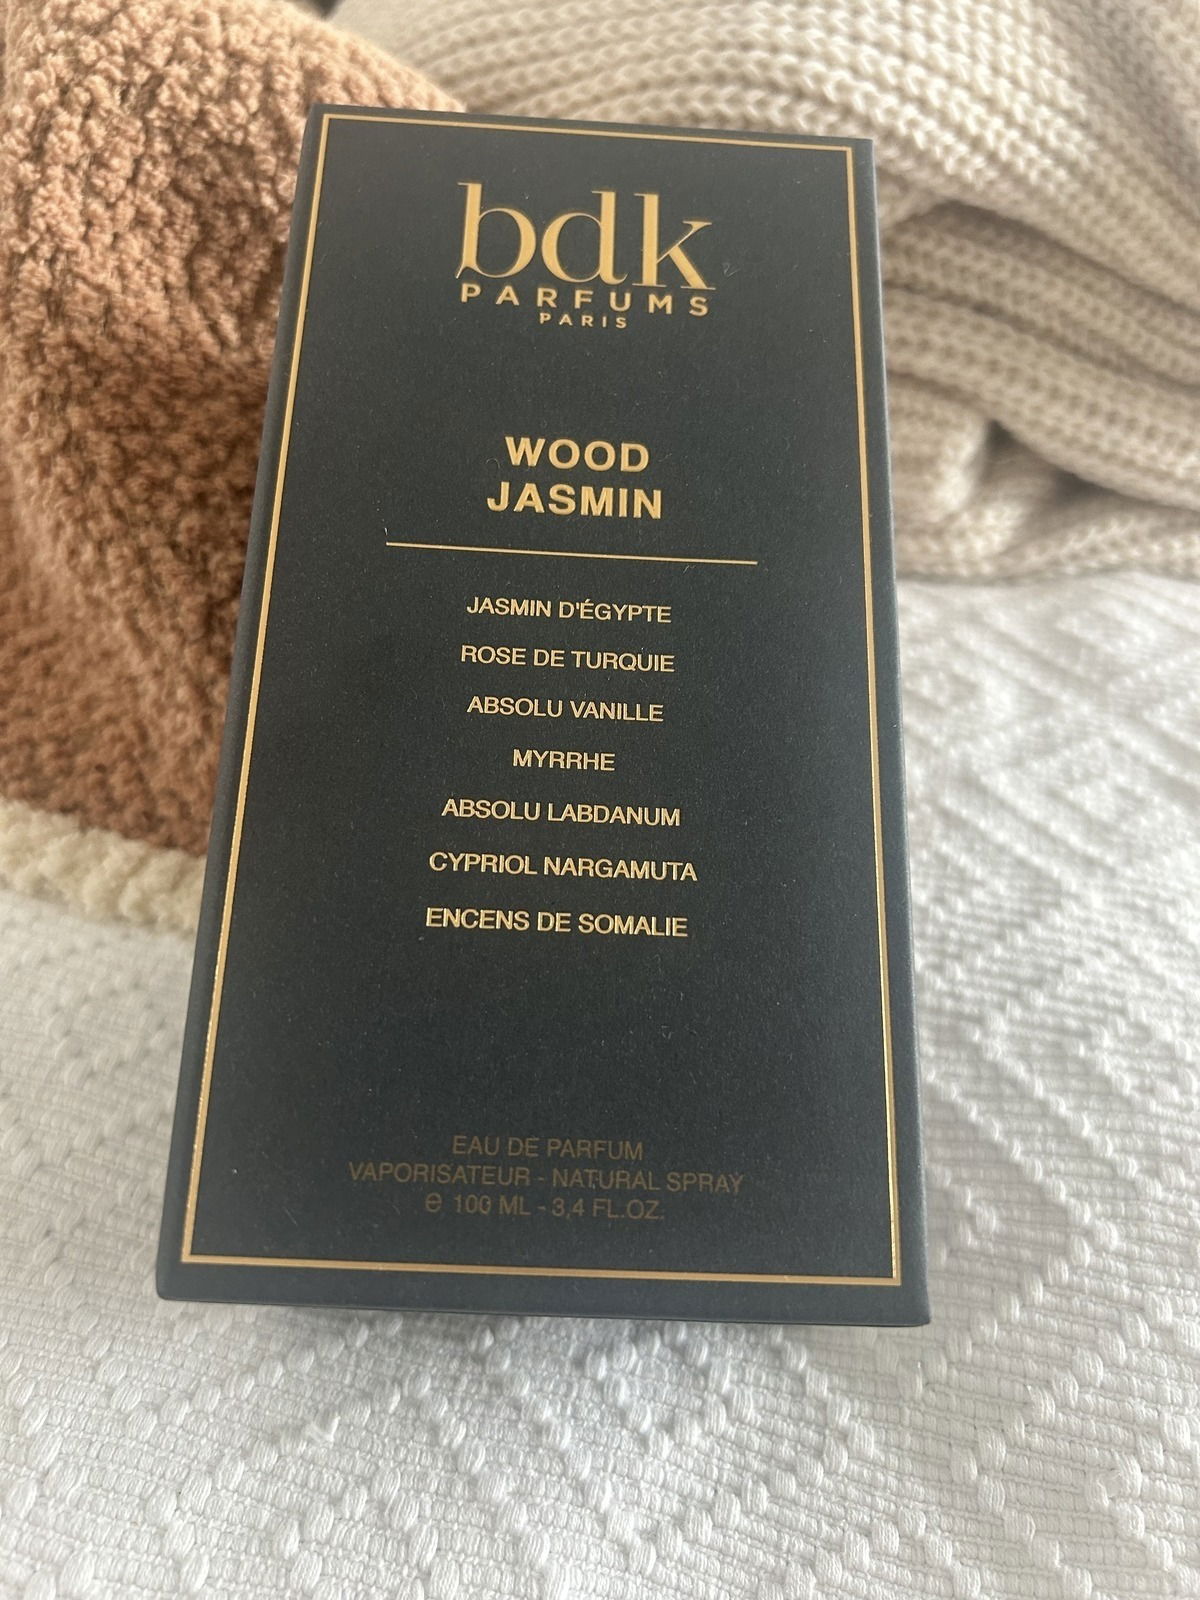 bdk
PARFUMS
PARIS
WOOD
JASMIN
JASMIN D'ÉGYPTE
ROSE DE TURQUIE
ABSOLU VANILLE
MYRRHE
ABSOLU LABDANUM
CYPRIOL NARGAMUTA
ENCENS DE SOMALIE
EAU DE PARFUM
VAPORISATEUR - NATURAL SPRAY
℮ 100 ML - 3,4 FL.OZ.